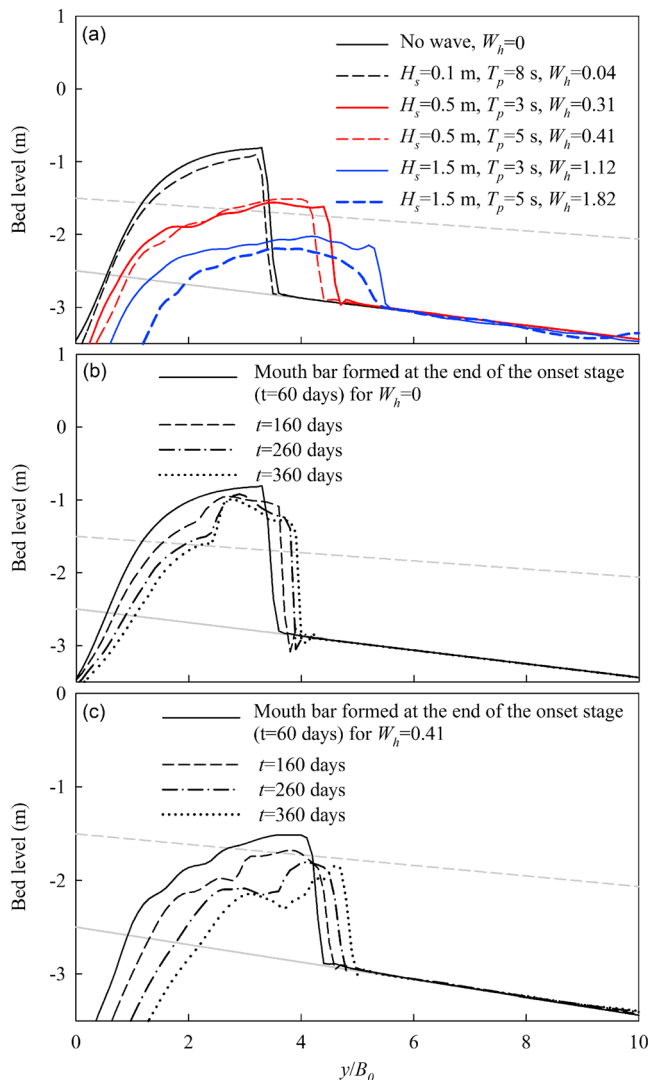 (a)
No wave, W_h=0
H_s=0.1 m, T_p=8 s, W_h=0.04
H_s=0.5 m, T_p=3 s, W_h=0.31
H_s=0.5 m, T_p=5 s, W_h=0.41
H_s=1.5 m, T_p=3 s, W_h=1.12
H_s=1.5 m, T_p=5 s, W_h=1.82
Bed level (m)
1
0
-1
-2
-3
(b)
Mouth bar formed at the end of the onset stage
(t=60 days) for W_h=0
t=160 days
t=260 days
t=360 days
Bed level (m)
1
0
-1
-2
-3
(c)
Mouth bar formed at the end of the onset stage
(t=60 days) for W_h=0.41
t=160 days
t=260 days
t=360 days
Bed level (m)
0
-1
-2
-3
0 2 4 6 8 10
y/B_0